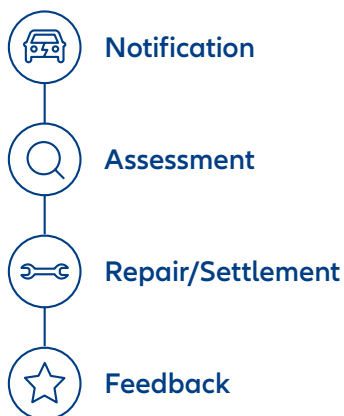 Notification
Assessment
Repair/Settlement
Feedback